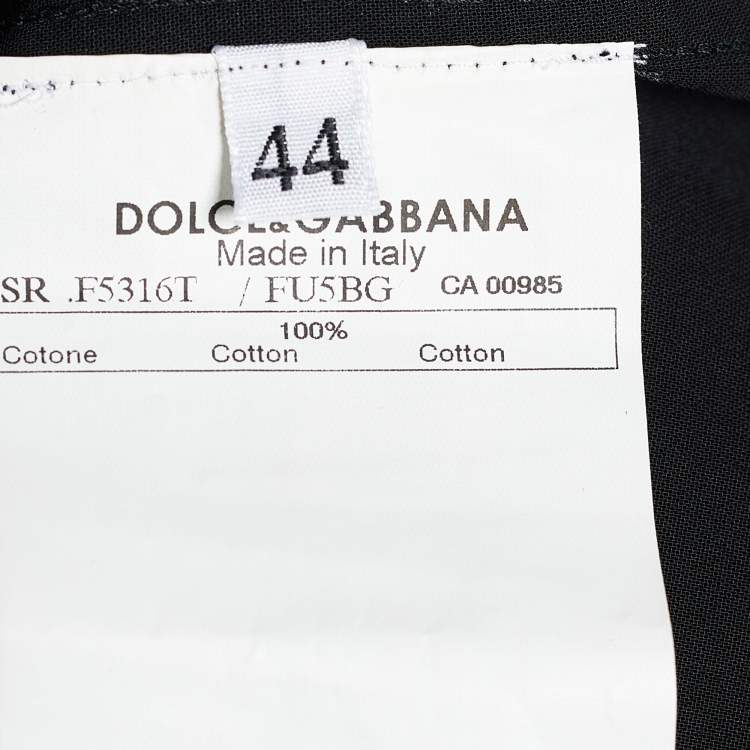 44
DOLCE&GABBANA
Made in Italy
SR .F5316T / FU5BG CA 00985
100%
Cotone Cotton Cotton